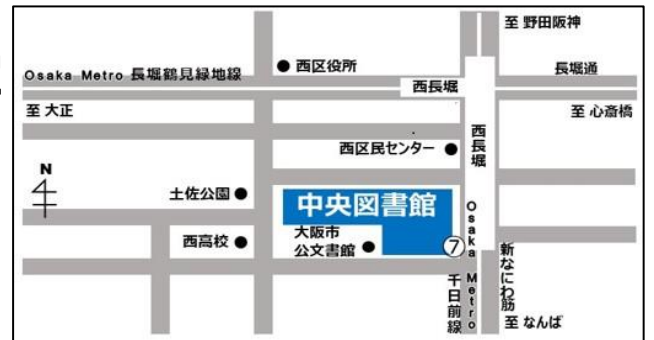 至 野田阪神
西区役所
Osaka Metro 長堀鶴見緑地線
長堀通
西長堀
至 大正
至 心斎橋
西区民センター
西長堀
N
土佐公園
中央図書館
西高校
大阪市
公文書館
⑦
Osaka Metro
千日前線
新なにわ筋
至 なんば